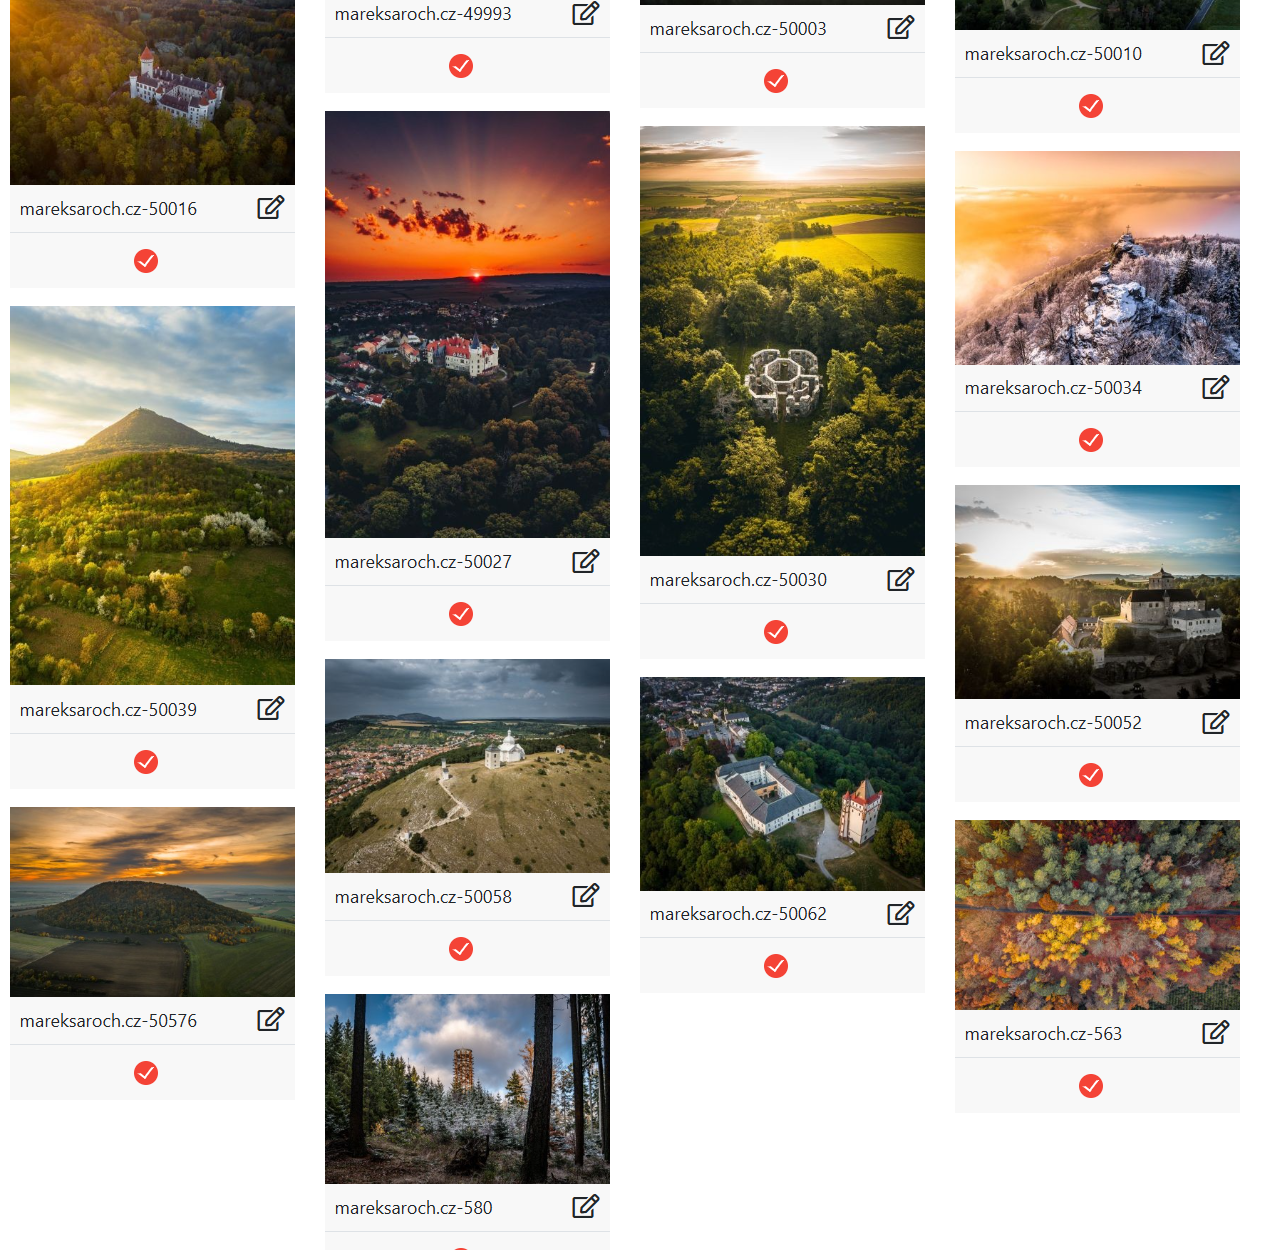 mareksaroch.cz-49993
mareksaroch.cz-50003
mareksaroch.cz-50010
mareksaroch.cz-50016
mareksaroch.cz-50027
mareksaroch.cz-50030
mareksaroch.cz-50034
mareksaroch.cz-50039
mareksaroch.cz-50052
mareksaroch.cz-50058
mareksaroch.cz-50062
mareksaroch.cz-50576
mareksaroch.cz-563
mareksaroch.cz-580